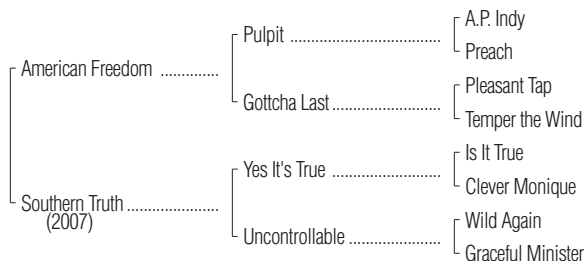 A.P. Indy
Pulpit ........................................
Preach
American Freedom ..............
Pleasant Tap
Gottcha Last.............................
Temper the Wind
Is It True
Yes It's True .............................
Clever Monique
Southern Truth........................
(2007)
Wild Again
Uncontrollable .........................
Graceful Minister